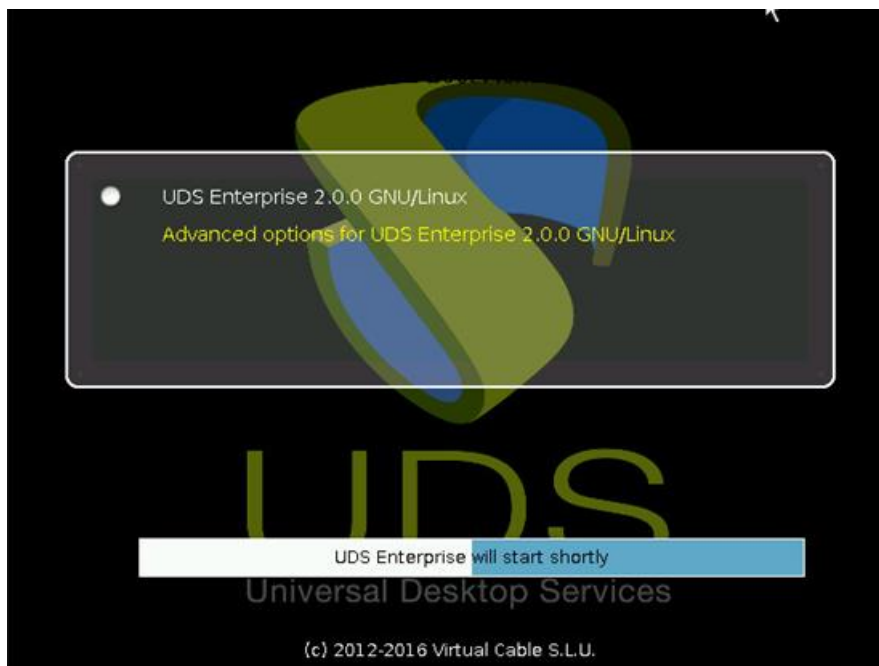 UDS Enterprise 2.0.0 GNU/Linux
Advanced options for UDS Enterprise 2.0.0 GNU/Linux
UDS
UDS Enterprise will start shortly
Universal Desktop Services
(c) 2012-2016 Virtual Cable S.L.U.